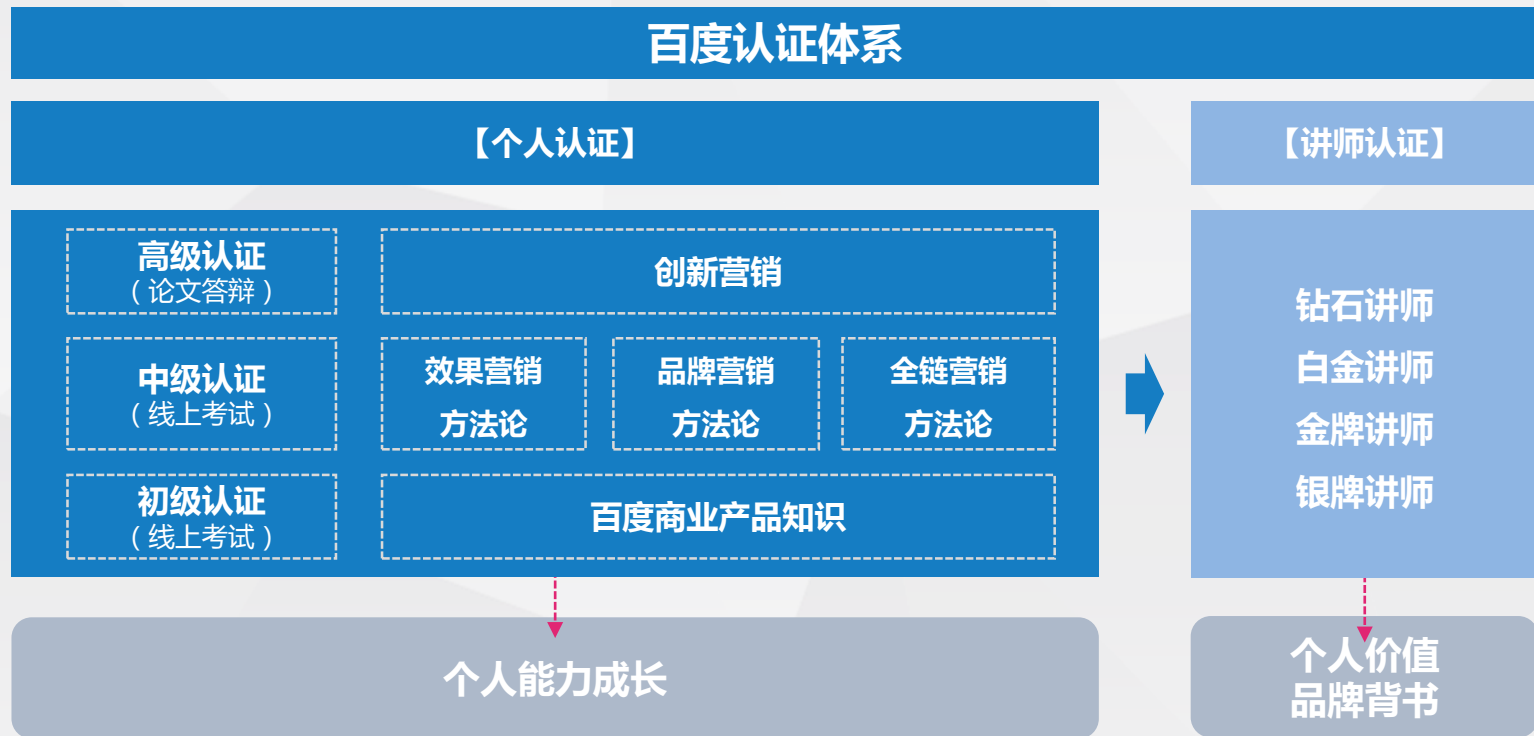 百度认证体系
【个人认证】
【讲师认证】
高级认证
（论文答辩）
创新营销
中级认证
（线上考试）
效果营销
方法论
品牌营销
方法论
全链营销
方法论
初级认证
（线上考试）
百度商业产品知识
钻石讲师
白金讲师
金牌讲师
银牌讲师
个人能力成长
个人价值
品牌背书